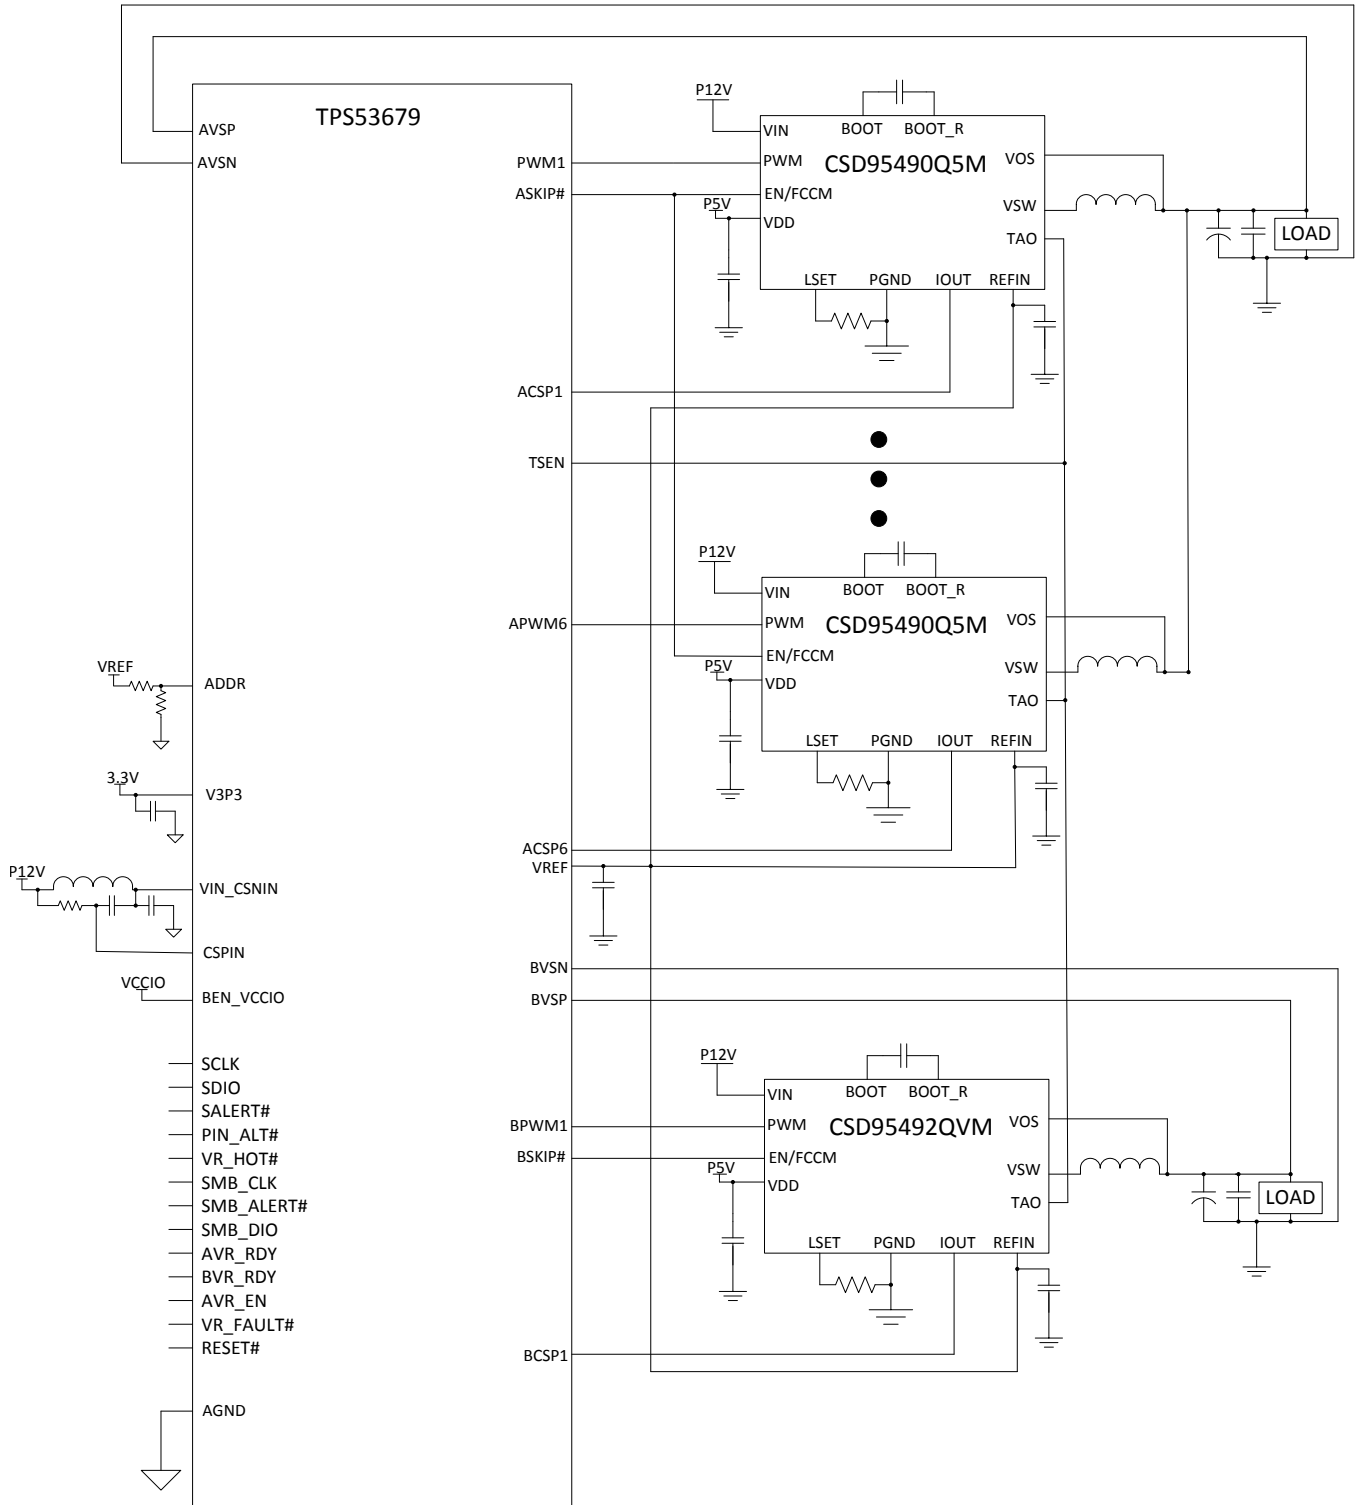 TPS53679
AVSP
AVSN
PWM1
ASKIP#
P12V
VIN
BOOT
BOOT_R
PWM
CSD95490Q5M
VOS
EN/FCCM
P5V
VDD
VSW
TAO
LOAD
LSET
PGND
IOUT
REFIN
ACSP1
TSEN
P12V
VIN
BOOT
BOOT_R
APWM6
PWM
CSD95490Q5M
VOS
EN/FCCM
P5V
VDD
VSW
TAO
VREF
ADDR
LSET
PGND
IOUT
REFIN
3.3V
V3P3
ACSP6
VREF
P12V
VIN_CSNIN
CSPIN
VCCIO
BEN_VCCIO
BVSN
BVSP
P12V
VIN
BOOT
BOOT_R
BPWM1
PWM
CSD95492QVM
VOS
BSKIP#
EN/FCCM
P5V
VDD
VSW
TAO
LOAD
LSET
PGND
IOUT
REFIN
BCSP1
SCLK
SDIO
SALERT#
PIN_ALT#
VR_HOT#
SMB_CLK
SMB_ALERT#
SMB_DIO
AVR_RDY
BVR_RDY
AVR_EN
VR_FAULT#
RESET#
AGND